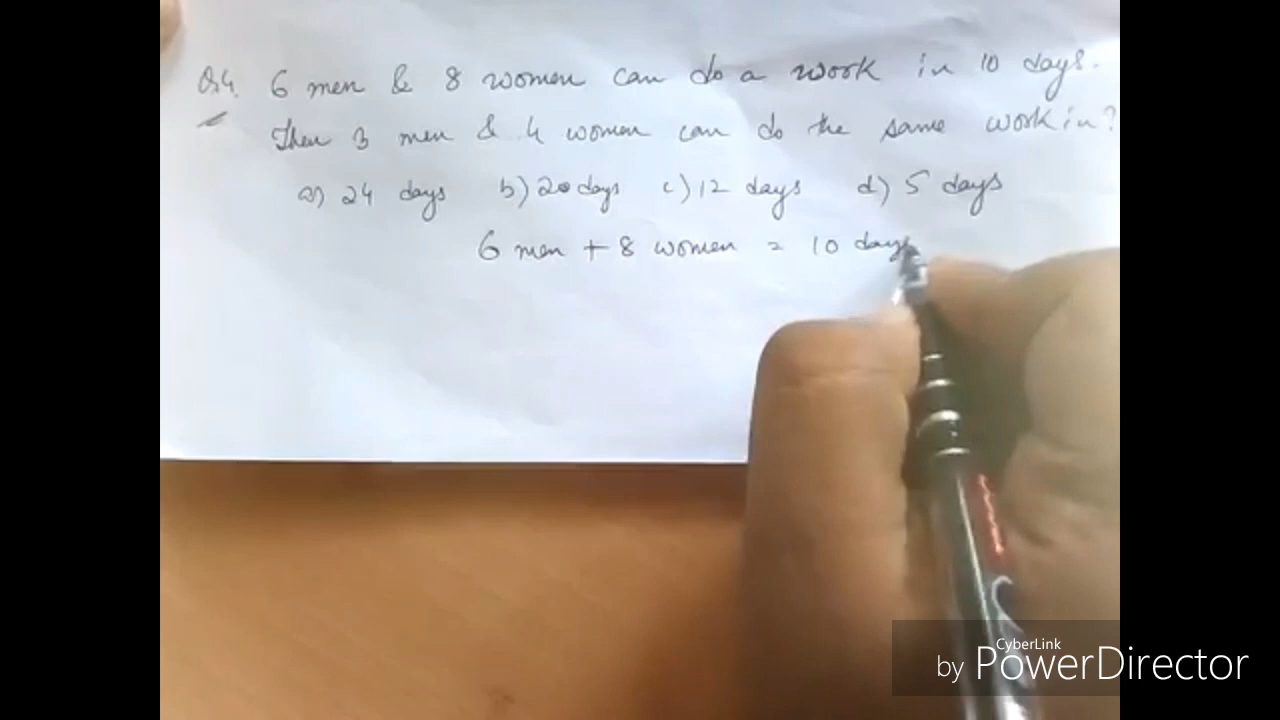 Q4. 6 men & 8 women can do a work in 10 days.
Then 3 men & 4 women can do the same work in?
a) 24 days b) 20 days c) 12 days d) 5 days
6 men + 8 women = 10 days
CyberLink
by PowerDirector